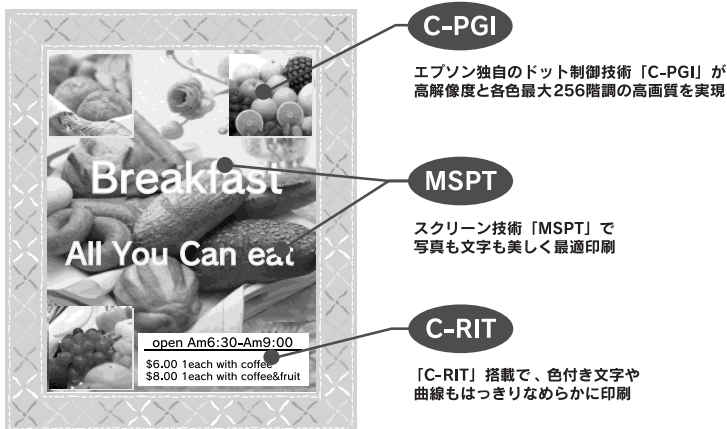 Breakfast
All You Can eat
open Am6:30-Am9:00
$6.00 1each with coffee
$8.00 1each with coffee&fruit
C-PGI
エプソン独自のドット制御技術「C-PGI」が
高解像度と各色最大256階調の高画質を実現
MSPT
スクリーン技術「MSPT」で
写真も文字も美しく最適印刷
C-RIT
「C-RIT」搭載で、色付き文字や
曲線もはっきりなめらかに印刷